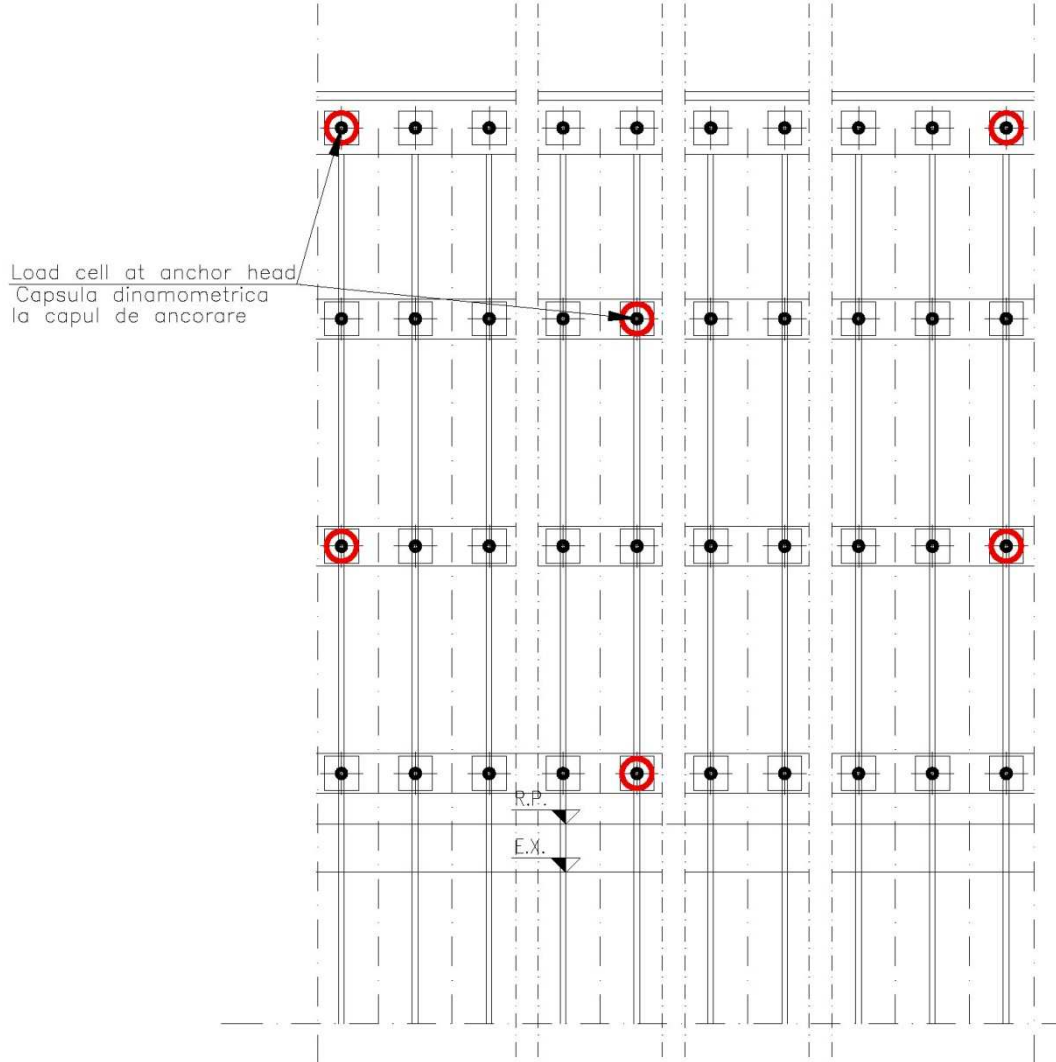 Load cell at anchor head
Capsula dinamometrica
la capul de ancorare
R.P.
E.X.